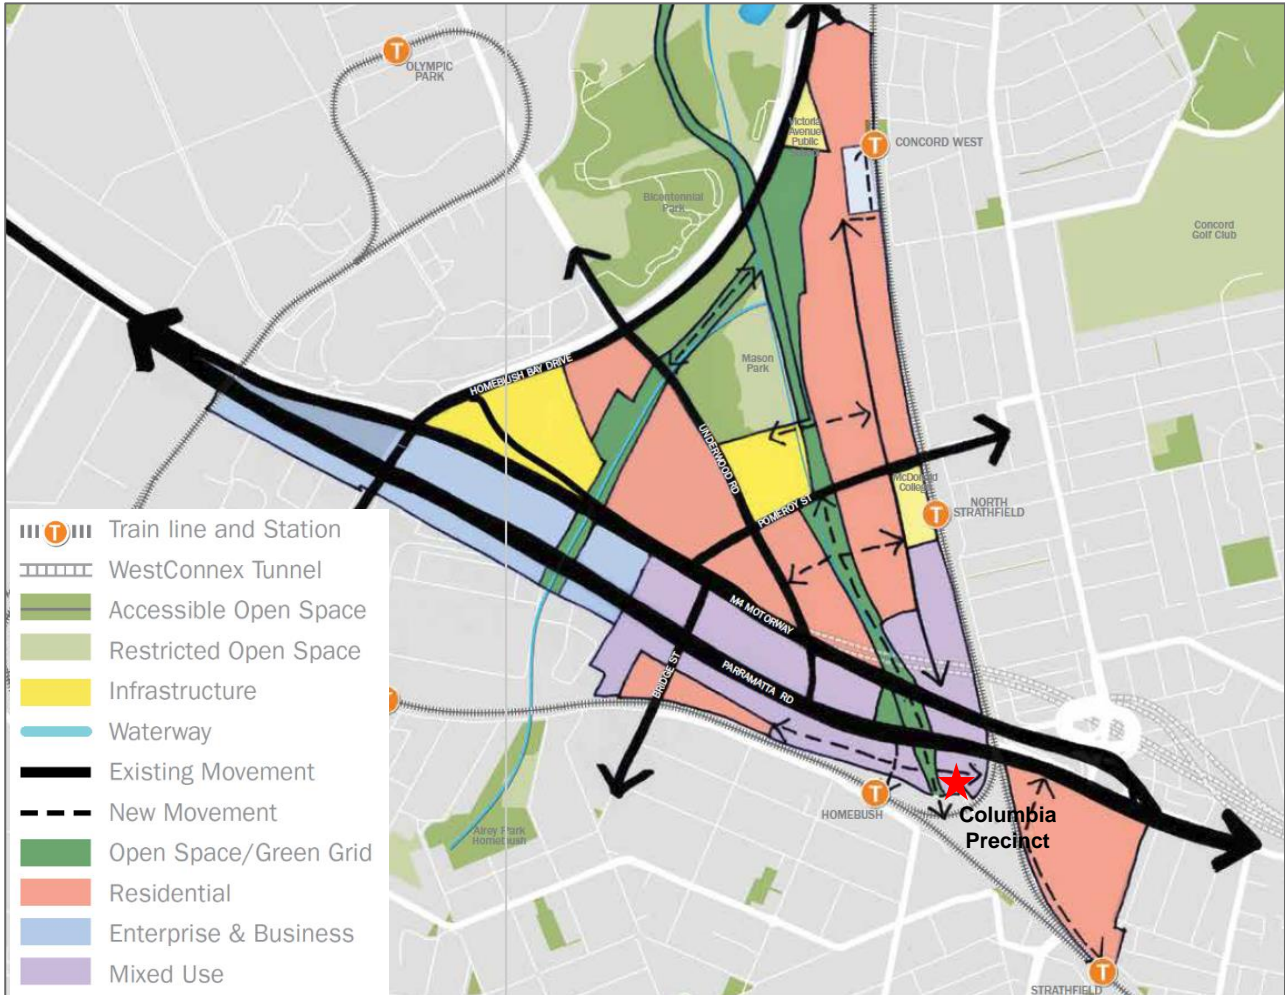 T
OLYMPIC
PARK
Victoria
Avenue
Public
T
CONCORD WEST
Bicentennial
Park
Concord
Golf Club
HOMEBUSH BAY DRIVE
Mason
Park
UNDERWOOD RD
POMEROY ST
McDonald
College
T
NORTH
STRATHFIELD
M4 MOTORWAY
PARRAMATTA RD
BRIDGE ST
T
HOMEBUSH
Columbia
Precinct
Airey Park
Homebush
T
STRATHFIELD
T Train line and Station
WestConnex Tunnel
Accessible Open Space
Restricted Open Space
Infrastructure
Waterway
Existing Movement
New Movement
Open Space/Green Grid
Residential
Enterprise & Business
Mixed Use